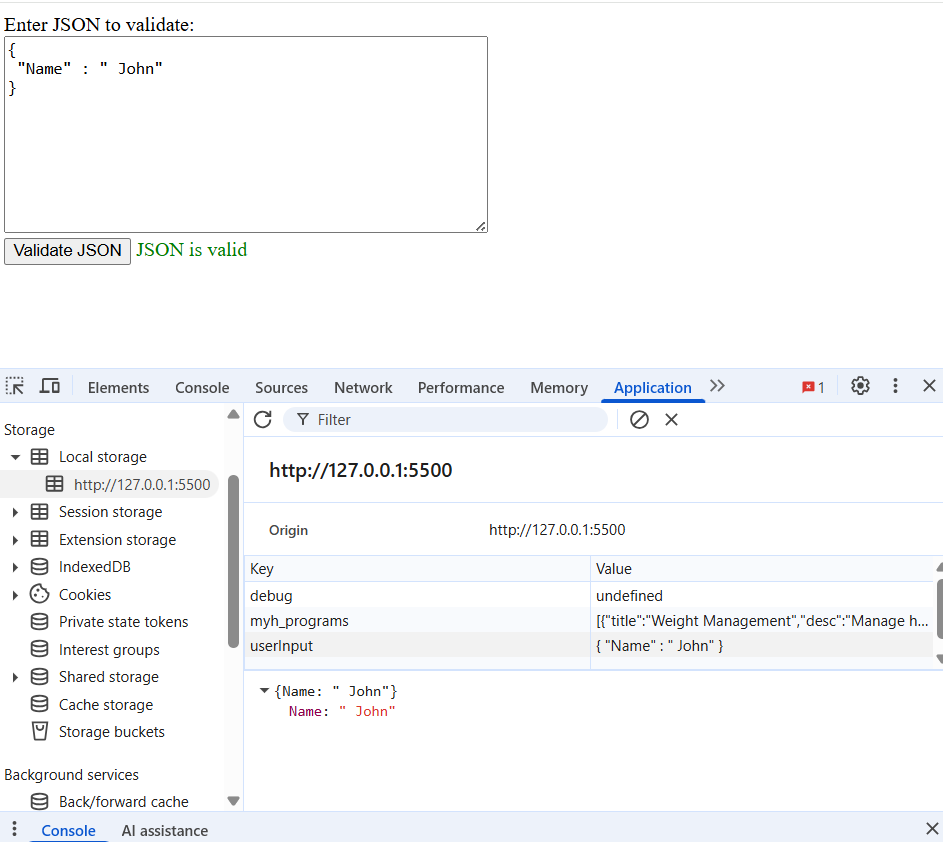 Enter JSON to validate:
{
"Name" : " John"
}
Validate JSON JSON is valid
Elements Console Sources Network Performance Memory Application 1
Filter
Storage
Local storage
http://127.0.0.1:5500
Session storage
Extension storage
IndexedDB
Cookies
Private state tokens
Interest groups
Shared storage
Cache storage
Storage buckets
Background services
Back/forward cache
http://127.0.0.1:5500
Origin http://127.0.0.1:5500
Key Value
debug undefined
myh_programs [{"title":"Weight Management","desc":"Manage h...
userInput { "Name" : " John" }
{Name: " John"}
Name: " John"
Console AI assistance